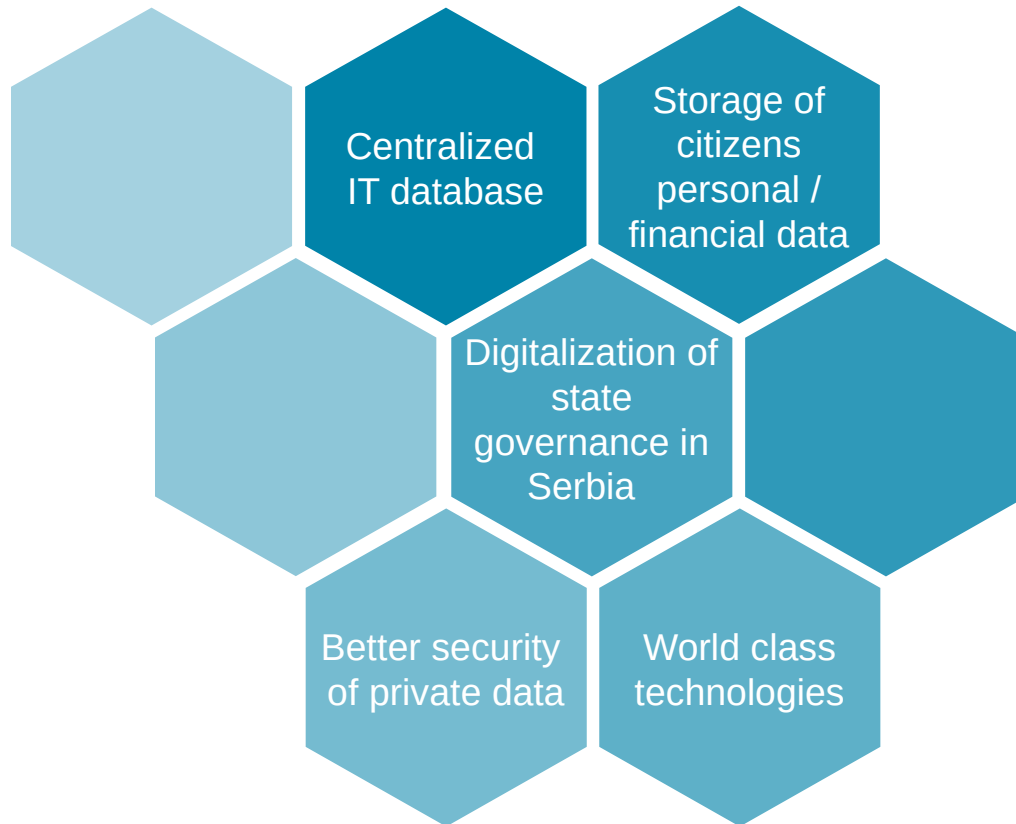 Centralized
IT database
Storage of
citizens
personal /
financial data
Digitalization of
state
governance in
Serbia
Better security
of private data
World class
technologies